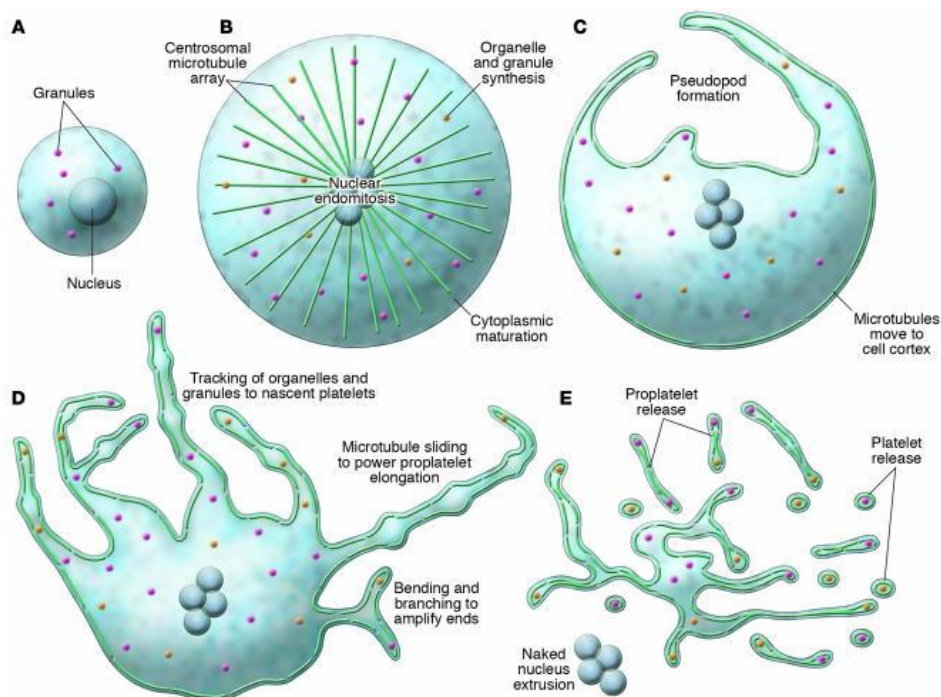 A
Granules
Nucleus
B
Centrosomal
microtubule
array
Organelle
and granule
synthesis
Nuclear
endomitosis
Cytoplasmic
maturation
C
Pseudopod
formation
Microtubules
move to
cell cortex
D
Tracking of organelles and
granules to nascent platelets
Microtubule sliding
to power proplatelet
elongation
Bending and
branching to
amplify ends
E
Proplatelet
release
Platelet
release
Naked
nucleus
extrusion